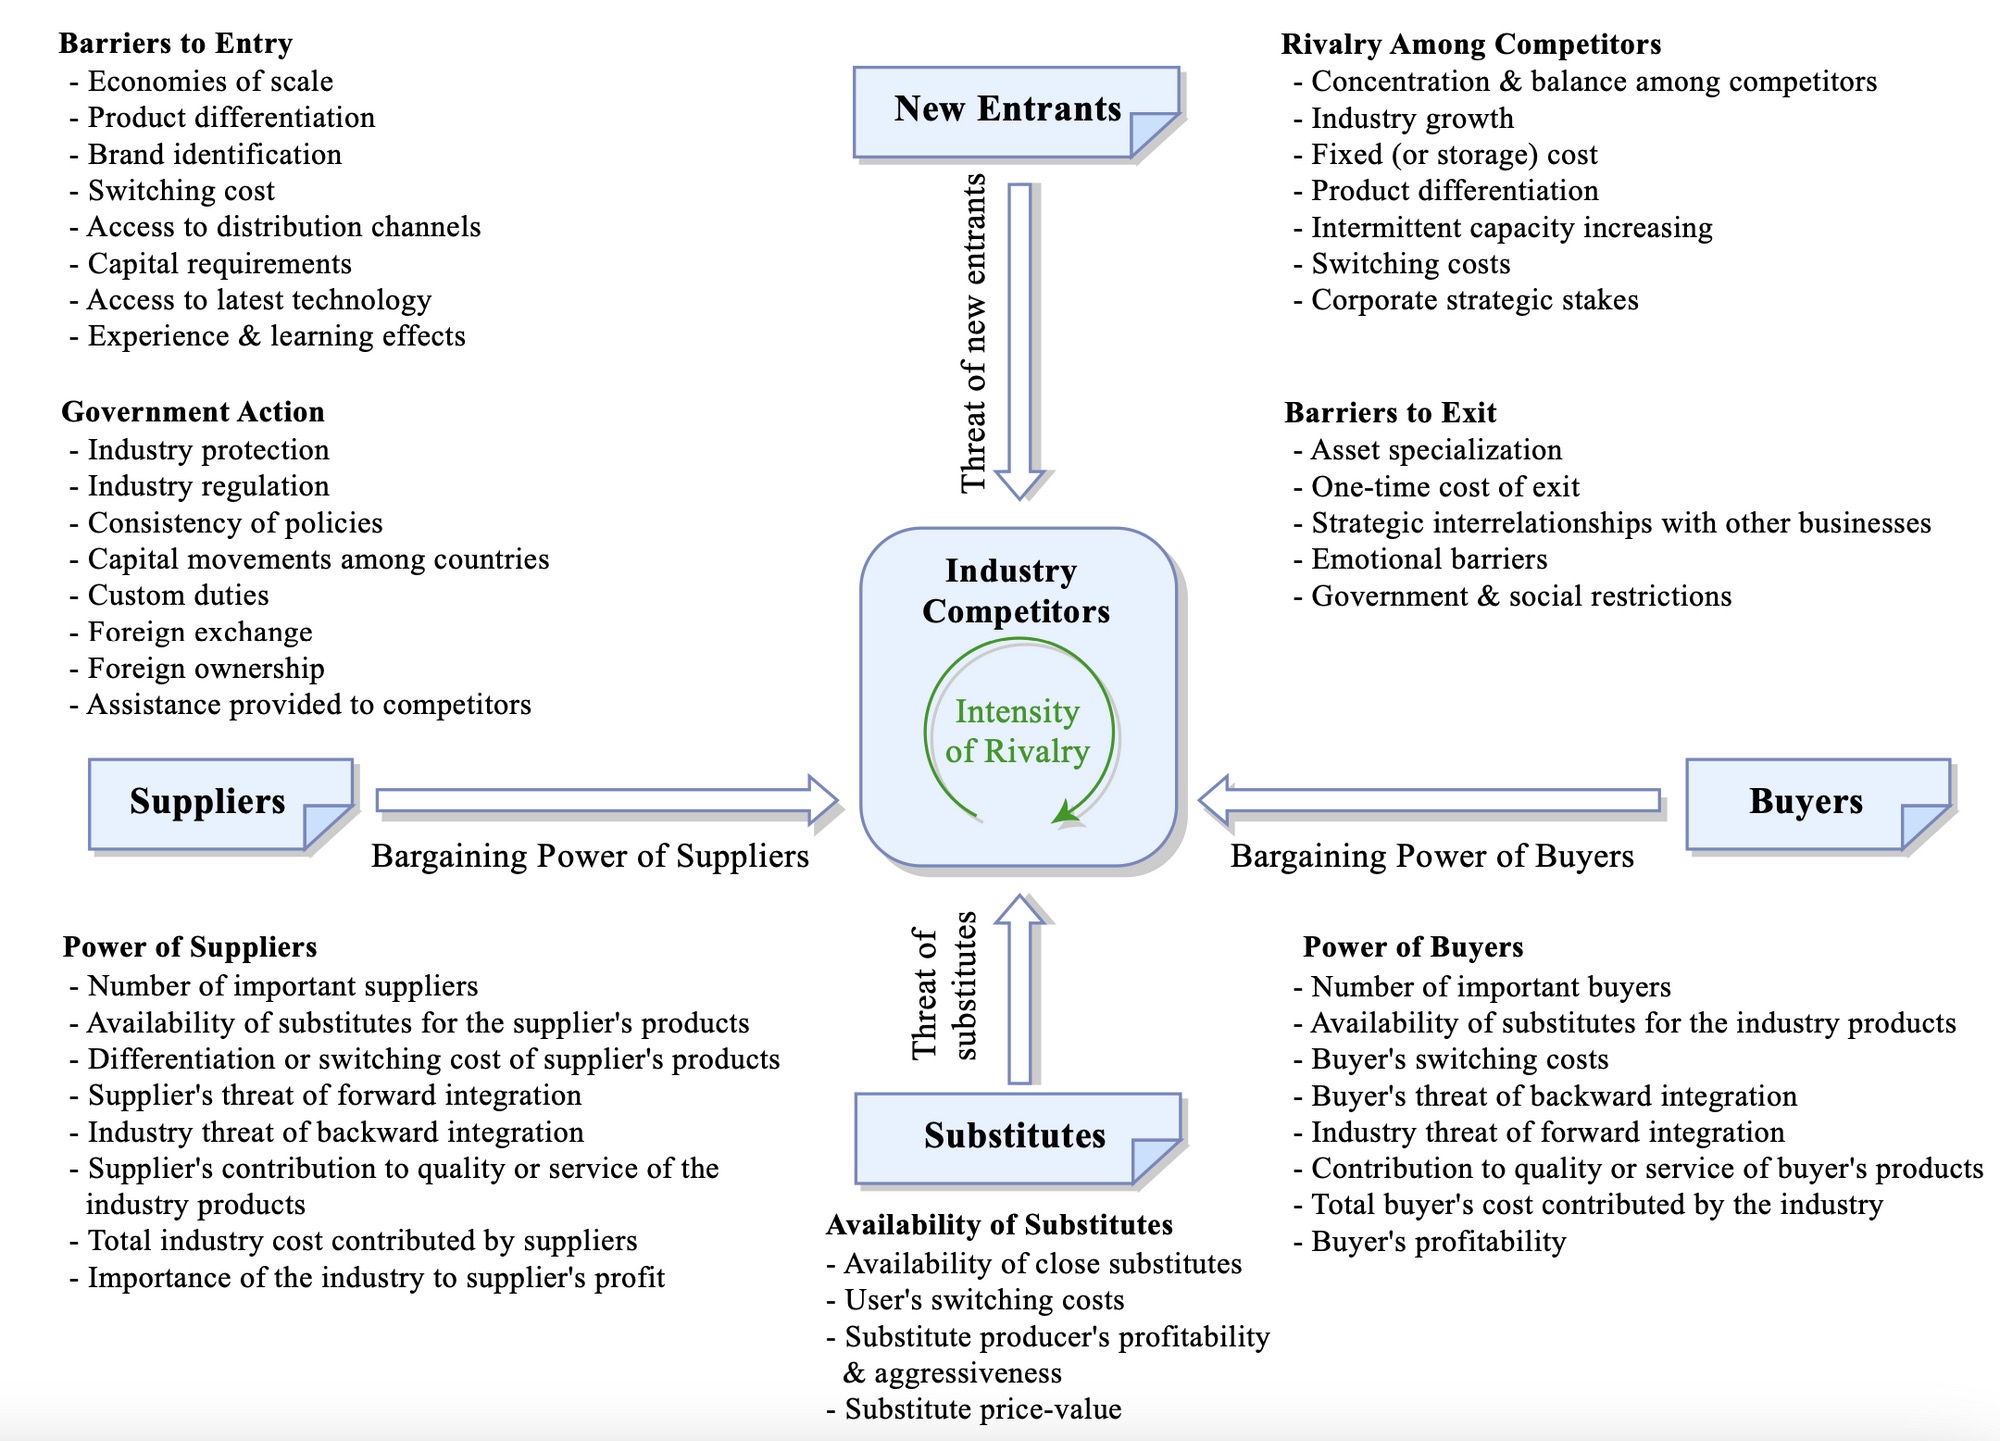 Barriers to Entry
- Economies of scale
- Product differentiation
- Brand identification
- Switching cost
- Access to distribution channels
- Capital requirements
- Access to latest technology
- Experience & learning effects
New Entrants
Threat of new entrants
Rivalry Among Competitors
- Concentration & balance among competitors
- Industry growth
- Fixed (or storage) cost
- Product differentiation
- Intermittent capacity increasing
- Switching costs
- Corporate strategic stakes
Government Action
- Industry protection
- Industry regulation
- Consistency of policies
- Capital movements among countries
- Custom duties
- Foreign exchange
- Foreign ownership
- Assistance provided to competitors
Barriers to Exit
- Asset specialization
- One-time cost of exit
- Strategic interrelationships with other businesses
- Emotional barriers
- Government & social restrictions
Industry
Competitors
Intensity
of Rivalry
Suppliers
Bargaining Power of Suppliers
Buyers
Bargaining Power of Buyers
Threat of
substitutes
Power of Suppliers
- Number of important suppliers
- Availability of substitutes for the supplier's products
- Differentiation or switching cost of supplier's products
- Supplier's threat of forward integration
- Industry threat of backward integration
- Supplier's contribution to quality or service of the
industry products
- Total industry cost contributed by suppliers
- Importance of the industry to supplier's profit
Substitutes
Availability of Substitutes
- Availability of close substitutes
- User's switching costs
- Substitute producer's profitability
& aggressiveness
- Substitute price-value
Power of Buyers
- Number of important buyers
- Availability of substitutes for the industry products
- Buyer's switching costs
- Buyer's threat of backward integration
- Industry threat of forward integration
- Contribution to quality or service of buyer's products
- Total buyer's cost contributed by the industry
- Buyer's profitability